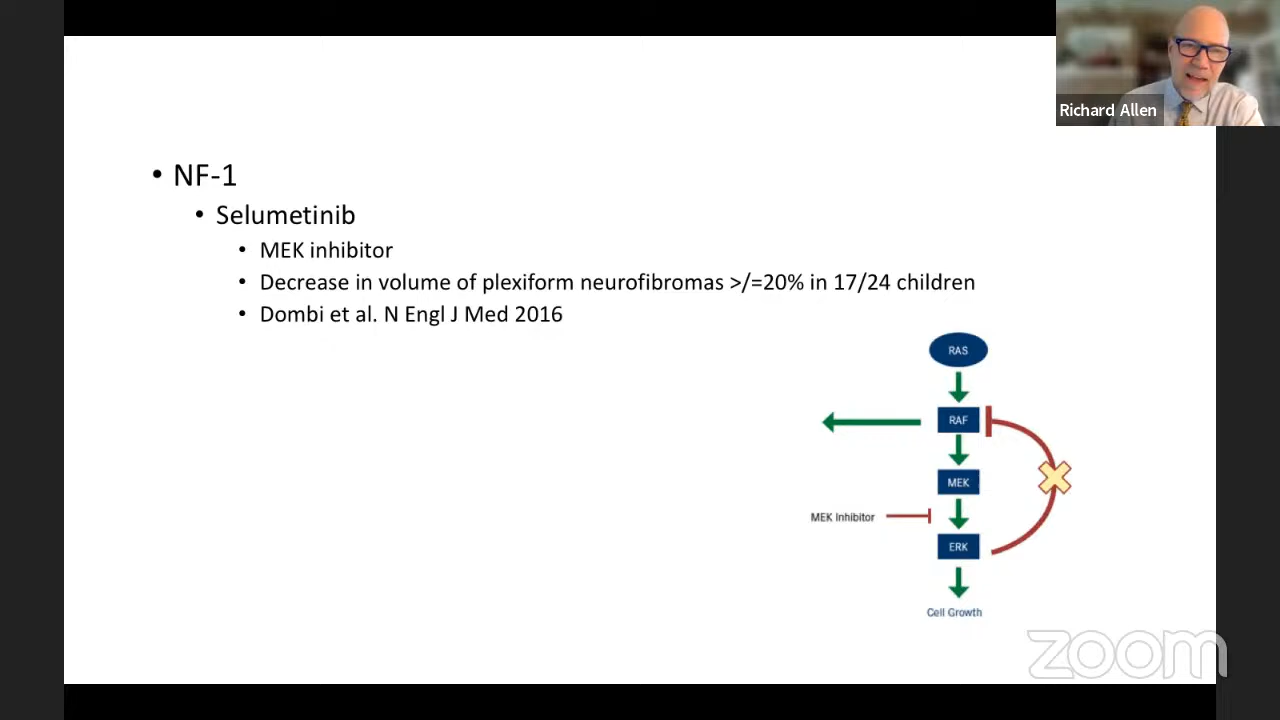 Richard Allen
• NF-1
• Selumetinib
• MEK inhibitor
• Decrease in volume of plexiform neurofibromas >/=20% in 17/24 children
• Dombi et al. N Engl J Med 2016
RAS
RAF
MEK
MEK Inhibitor
ERK
Cell Growth
zoom